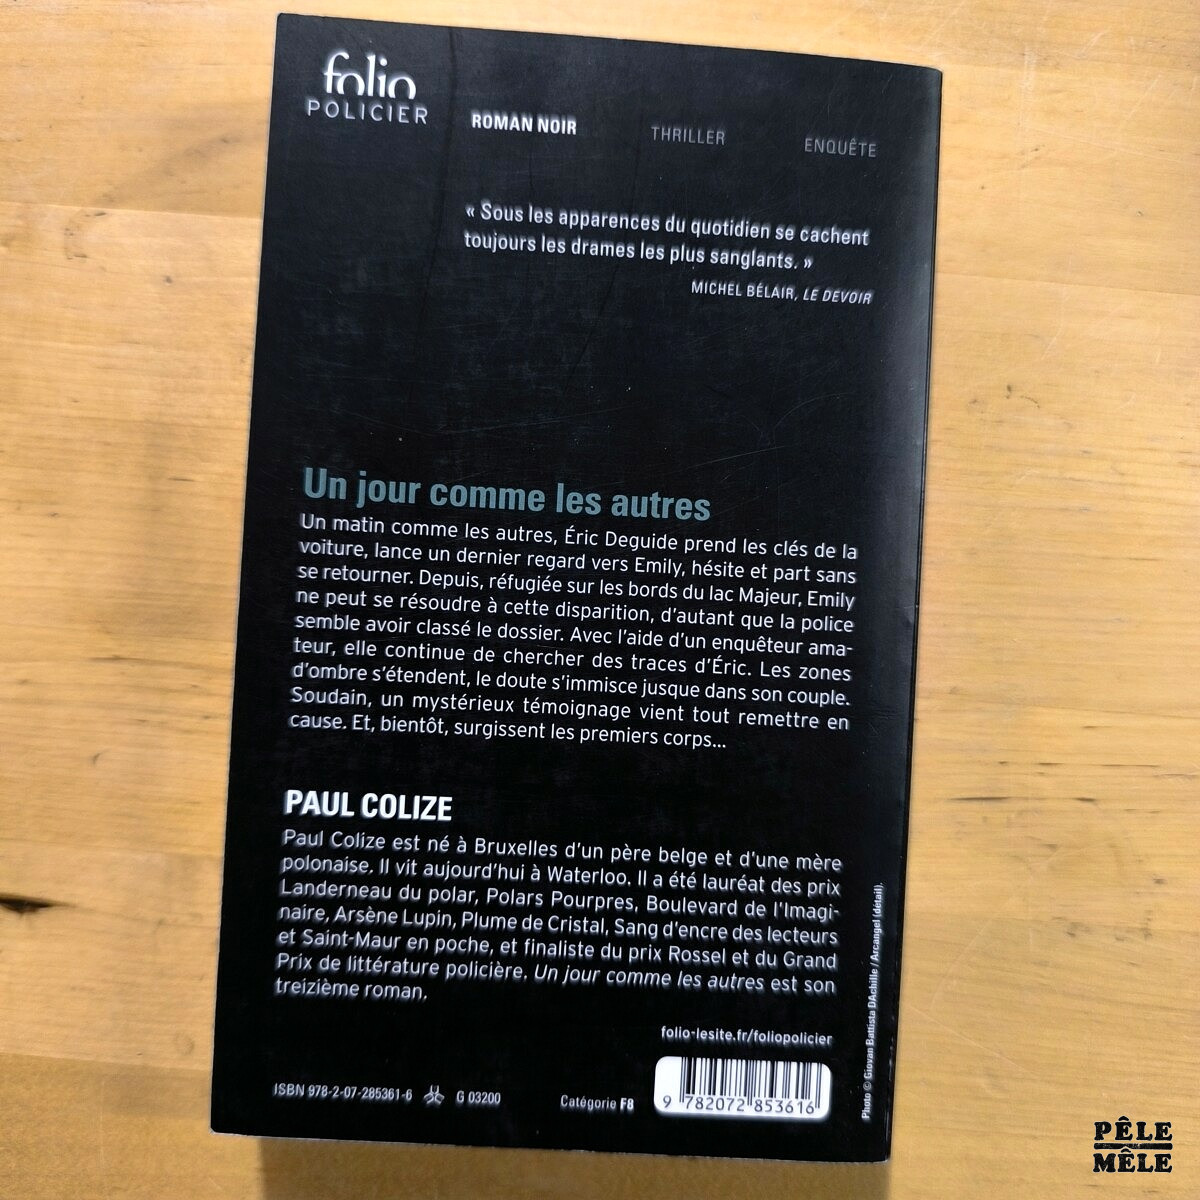 folio
POLICIER
ROMAN NOIR THRILLER ENQUÊTE
« Sous les apparences du quotidien se cachent
toujours les drames les plus sanglants. »
MICHEL BÉLAIR, LE DEVOIR
Un jour comme les autres
Un matin comme les autres, Éric Deguide prend les clés de la
voiture, lance un dernier regard vers Emily, hésite et part sans
se retourner. Depuis, réfugiée sur les bords du lac Majeur, Emily
ne peut se résoudre à cette disparition, d'autant que la police
semble avoir classé le dossier. Avec l'aide d'un enquêteur ama-
teur, elle continue de chercher des traces d'Éric. Les zones
d'ombre s'étendent, le doute s'immisce jusque dans son couple.
Soudain, un mystérieux témoignage vient tout remettre en
cause. Et, bientôt, surgissent les premiers corps...
PAUL COLIZE
Paul Colize est né à Bruxelles d'un père belge et d'une mère
polonaise. Il vit aujourd'hui à Waterloo. Il a été lauréat des prix
Landerneau du polar, Polars Pourpres, Boulevard de l'Imagi-
naire, Arsène Lupin, Plume de Cristal, Sang d'encre des lecteurs
et Saint-Maur en poche, et finaliste du prix Rossel et du Grand
Prix de littérature policière. Un jour comme les autres est son
treizième roman.
folio-lesite.fr/foliopolicier
ISBN 978-2-07-285361-6 G 03200
Catégorie F8
9 782072 853616
Photo © Giovan Battista DAchille / Arcangel (détail).
PÊLE
MÊLE